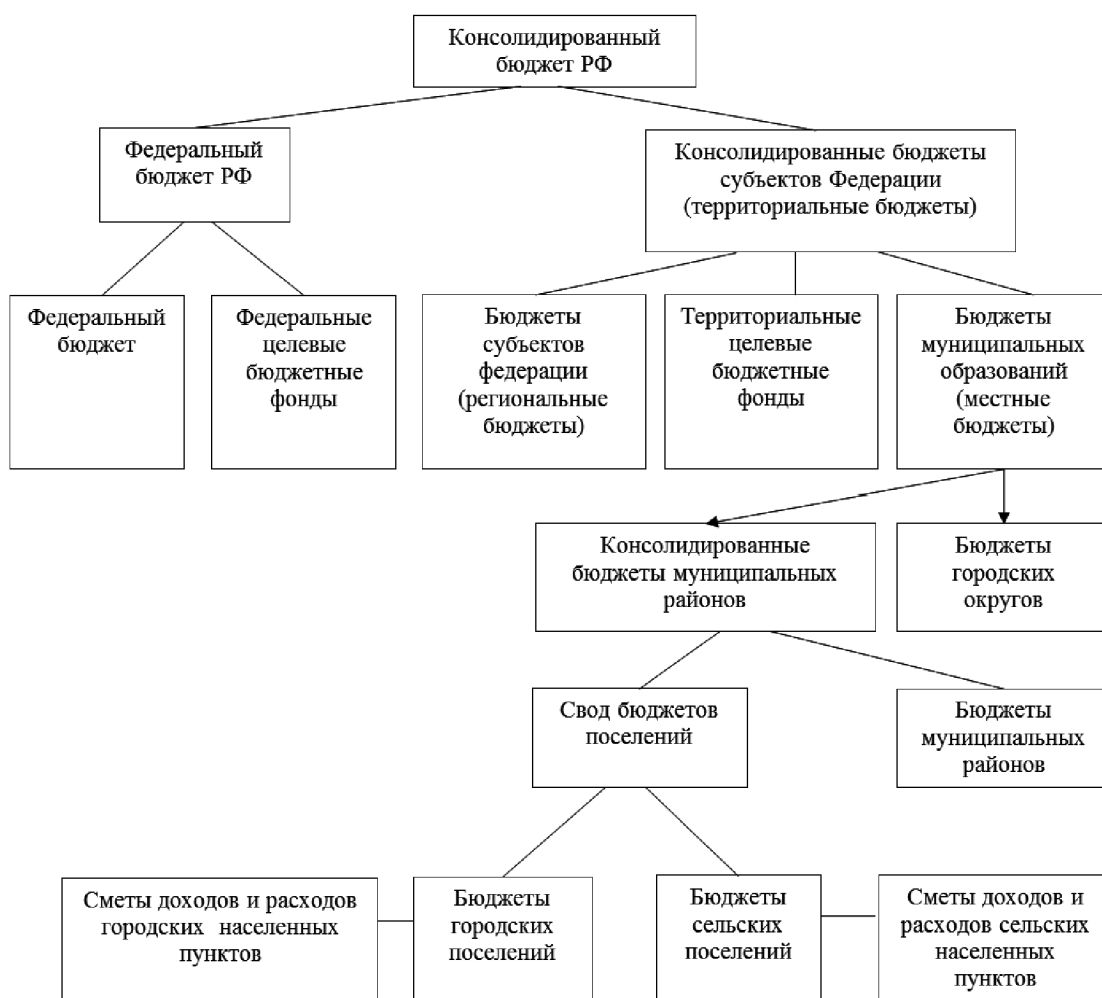 Консолидированный
бюджет РФ
Федеральный
бюджет РФ
Консолидированные бюджеты
субъектов Федерации
(территориальные бюджеты)
Федеральный
бюджет
Федеральные
целевые
бюджетные
фонды
Бюджеты
субъектов
федерации
(региональные
бюджеты)
Территориальные
целевые
бюджетные
фонды
Бюджеты
муниципальных
образований
(местные
бюджеты)
Консолидированные
бюджеты муниципальных
районов
Бюджеты
городских
округов
Свод бюджетов
поселений
Бюджеты
муниципальных
районов
Сметы доходов и расходов
городских населенных
пунктов
Бюджеты
городских
поселений
Бюджеты
сельских
поселений
Сметы доходов и
расходов сельских
населенных
пунктов